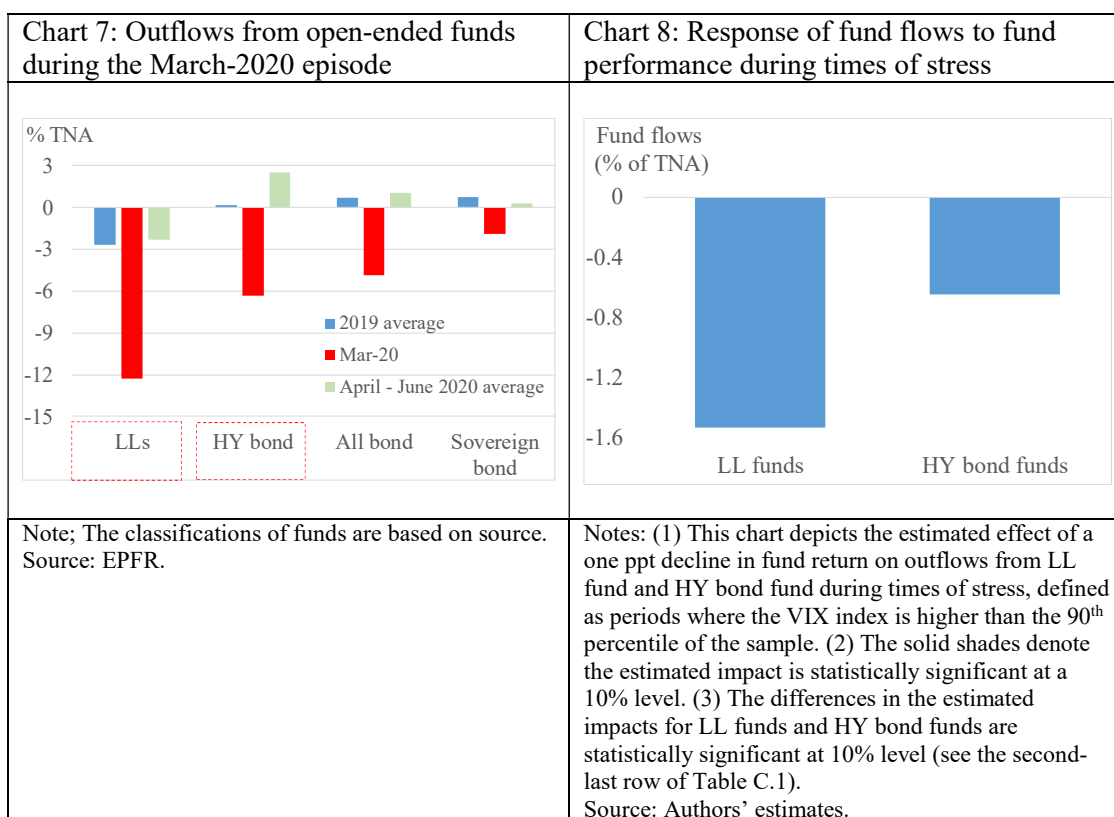 Chart 7: Outflows from open-ended funds
during the March-2020 episode
Chart 8: Response of fund flows to fund
performance during times of stress
% TNA
3
0
-3
-6
-9
-12
-15
2019 average
Mar-20
April - June 2020 average
LLs
HY bond
All bond
Sovereign
bond
Fund flows
(% of TNA)
0
-0.4
-0.8
-1.2
-1.6
LL funds
HY bond funds
Note; The classifications of funds are based on source.
Source: EPFR.
Notes: (1) This chart depicts the estimated effect of a
one ppt decline in fund return on outflows from LL
fund and HY bond fund during times of stress, defined
as periods where the VIX index is higher than the 90th
percentile of the sample. (2) The solid shades denote
the estimated impact is statistically significant at a
10% level. (3) The differences in the estimated
impacts for LL funds and HY bond funds are
statistically significant at 10% level (see the second-
last row of Table C.1).
Source: Authors’ estimates.